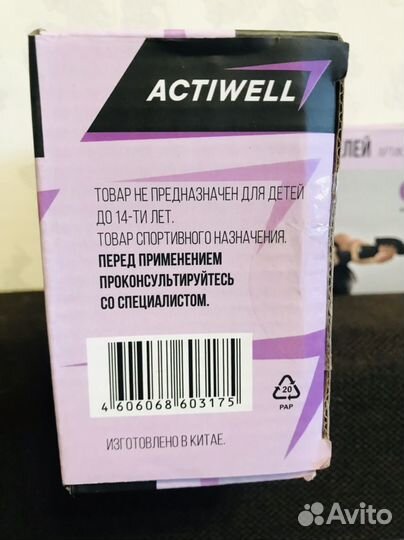 ACTIWELL
ТОВАР НЕ ПРЕДНАЗНАЧЕН ДЛЯ ДЕТЕЙ
ДО 14-ТИ ЛЕТ.
ТОВАР СПОРТИВНОГО НАЗНАЧЕНИЯ.
ПЕРЕД ПРИМЕНЕНИЕМ
ПРОКОНСУЛЬТИРУЙТЕСЬ
СО СПЕЦИАЛИСТОМ.
4 606068 603175
20
PAP
ИЗГОТОВЛЕНО В КИТАЕ.
Avito